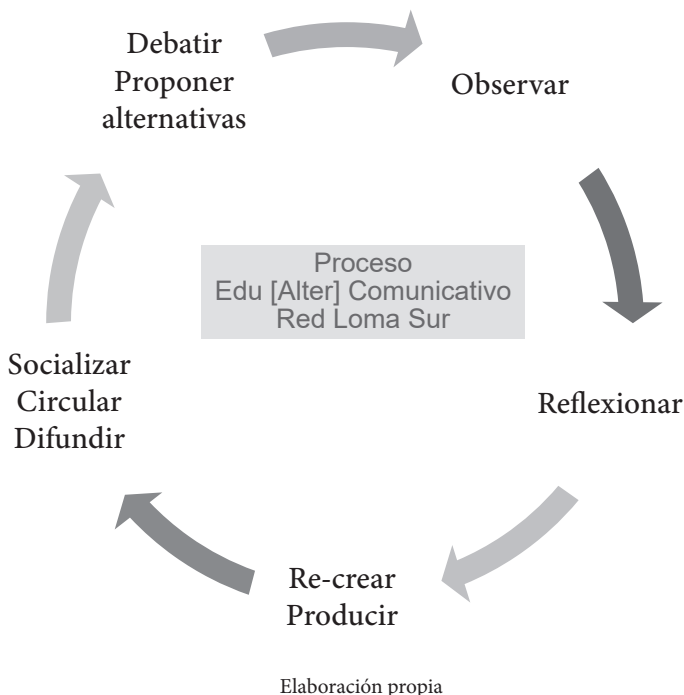 Debatir
Proponer
alternativas
Observar
Proceso
Edu [Alter] Comunicativo
Red Loma Sur
Socializar
Circular
Difundir
Reflexionar
Re-crear
Producir
Elaboración propia